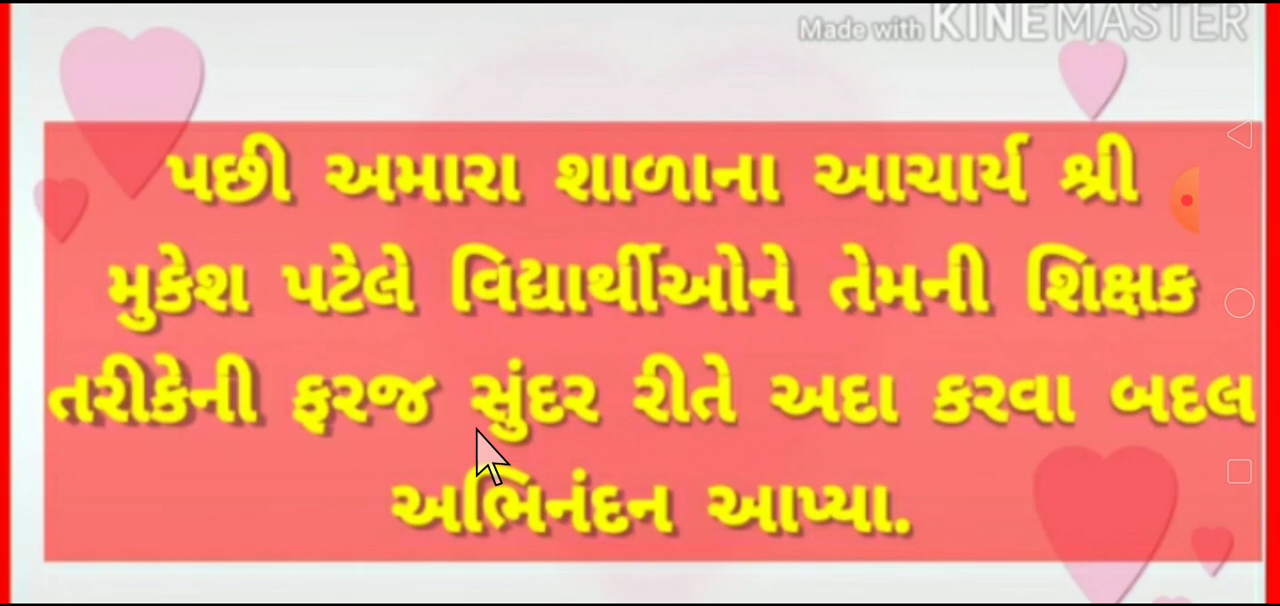 Made with KINEMASTER
પછી અમારા શાળાના આચાર્ય શ્રી
મુકેશ પટેલે વિદ્યાર્થીઓને તેમની શિક્ષક
તરીકેની ફરજ સુંદર રીતે અદા કરવા બદલ
અભિનંદન આપ્યા.